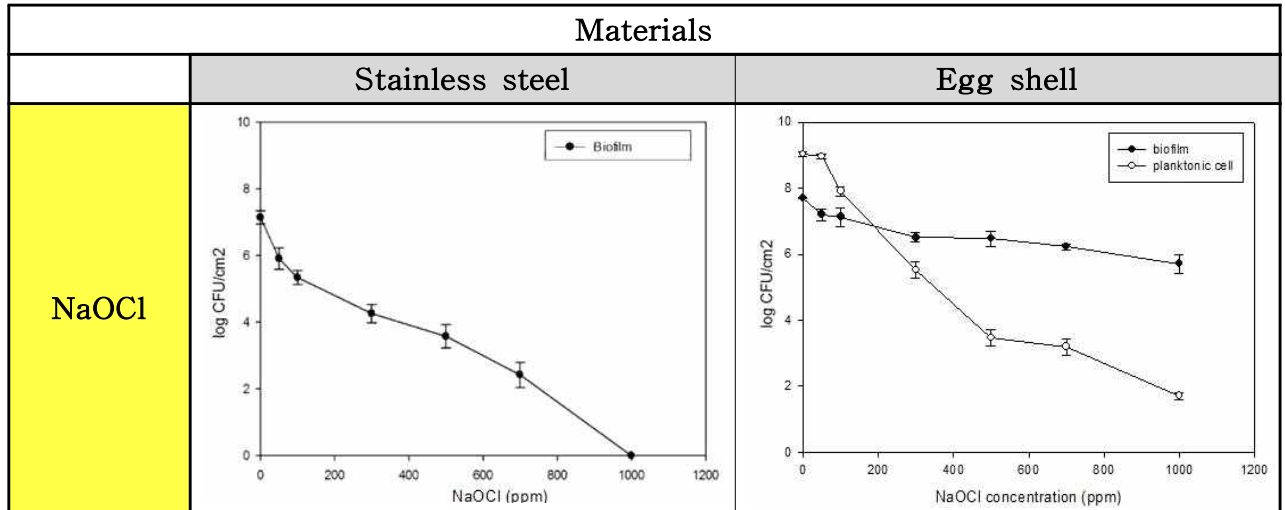 Materials
Stainless steel
Egg shell
NaOCl
10
8
6
4
2
0
log CFU/cm2
Biofilm
0 200 400 600 800 1000 1200
NaOCl (ppm)
10
8
6
4
2
0
log CFU/cm2
biofilm
planktonic cell
0 200 400 600 800 1000 1200
NaOCl concentration (ppm)